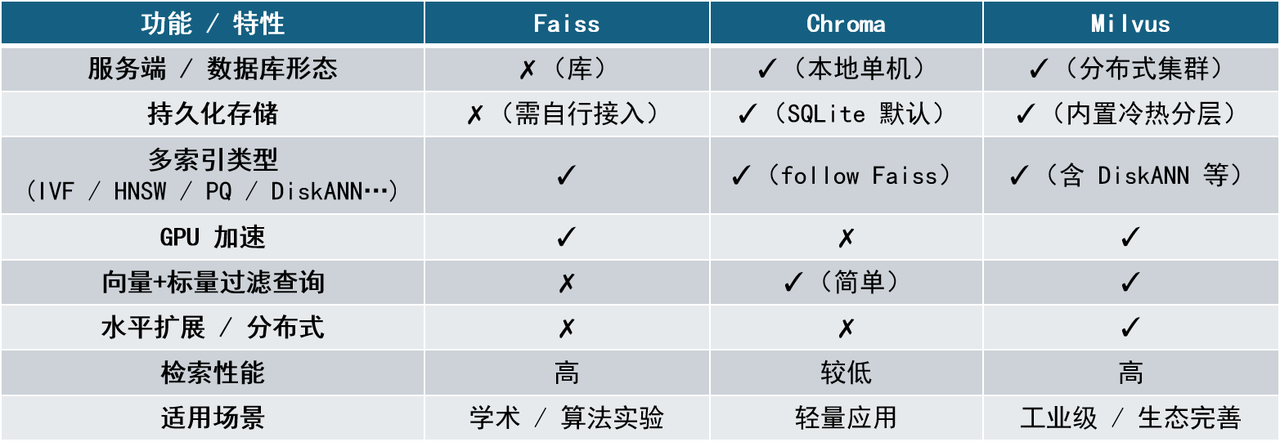 功能 / 特性 Faiss Chroma Milvus
服务端 / 数据库形态 ✗（库） ✓（本地单机） ✓（分布式集群）
持久化存储 ✗（需自行接入） ✓（SQLite 默认） ✓（内置冷热分层）
多索引类型
(IVF / HNSW / PQ / DiskANN…) ✓ ✓（follow Faiss） ✓（含 DiskANN 等）
GPU 加速 ✓ ✗ ✓
向量+标量过滤查询 ✗ ✓（简单） ✓
水平扩展 / 分布式 ✗ ✗ ✓
检索性能 高 较低 高
适用场景 学术 / 算法实验 轻量应用 工业级 / 生态完善